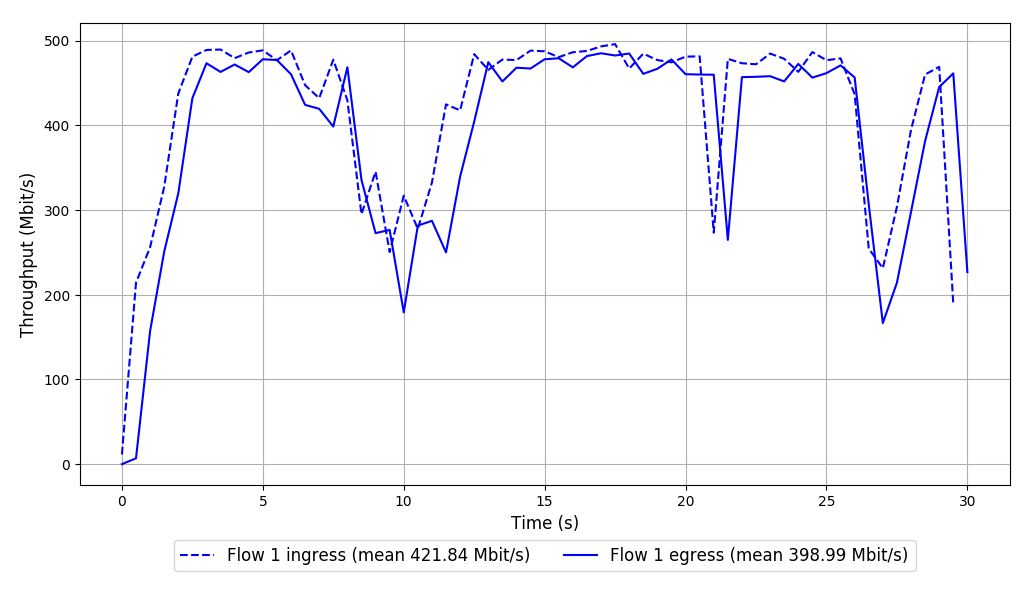 500
400
300
200
100
0
Throughput (Mbit/s)
0 5 10 15 20 25 30
Time (s)
Flow 1 ingress (mean 421.84 Mbit/s) Flow 1 egress (mean 398.99 Mbit/s)